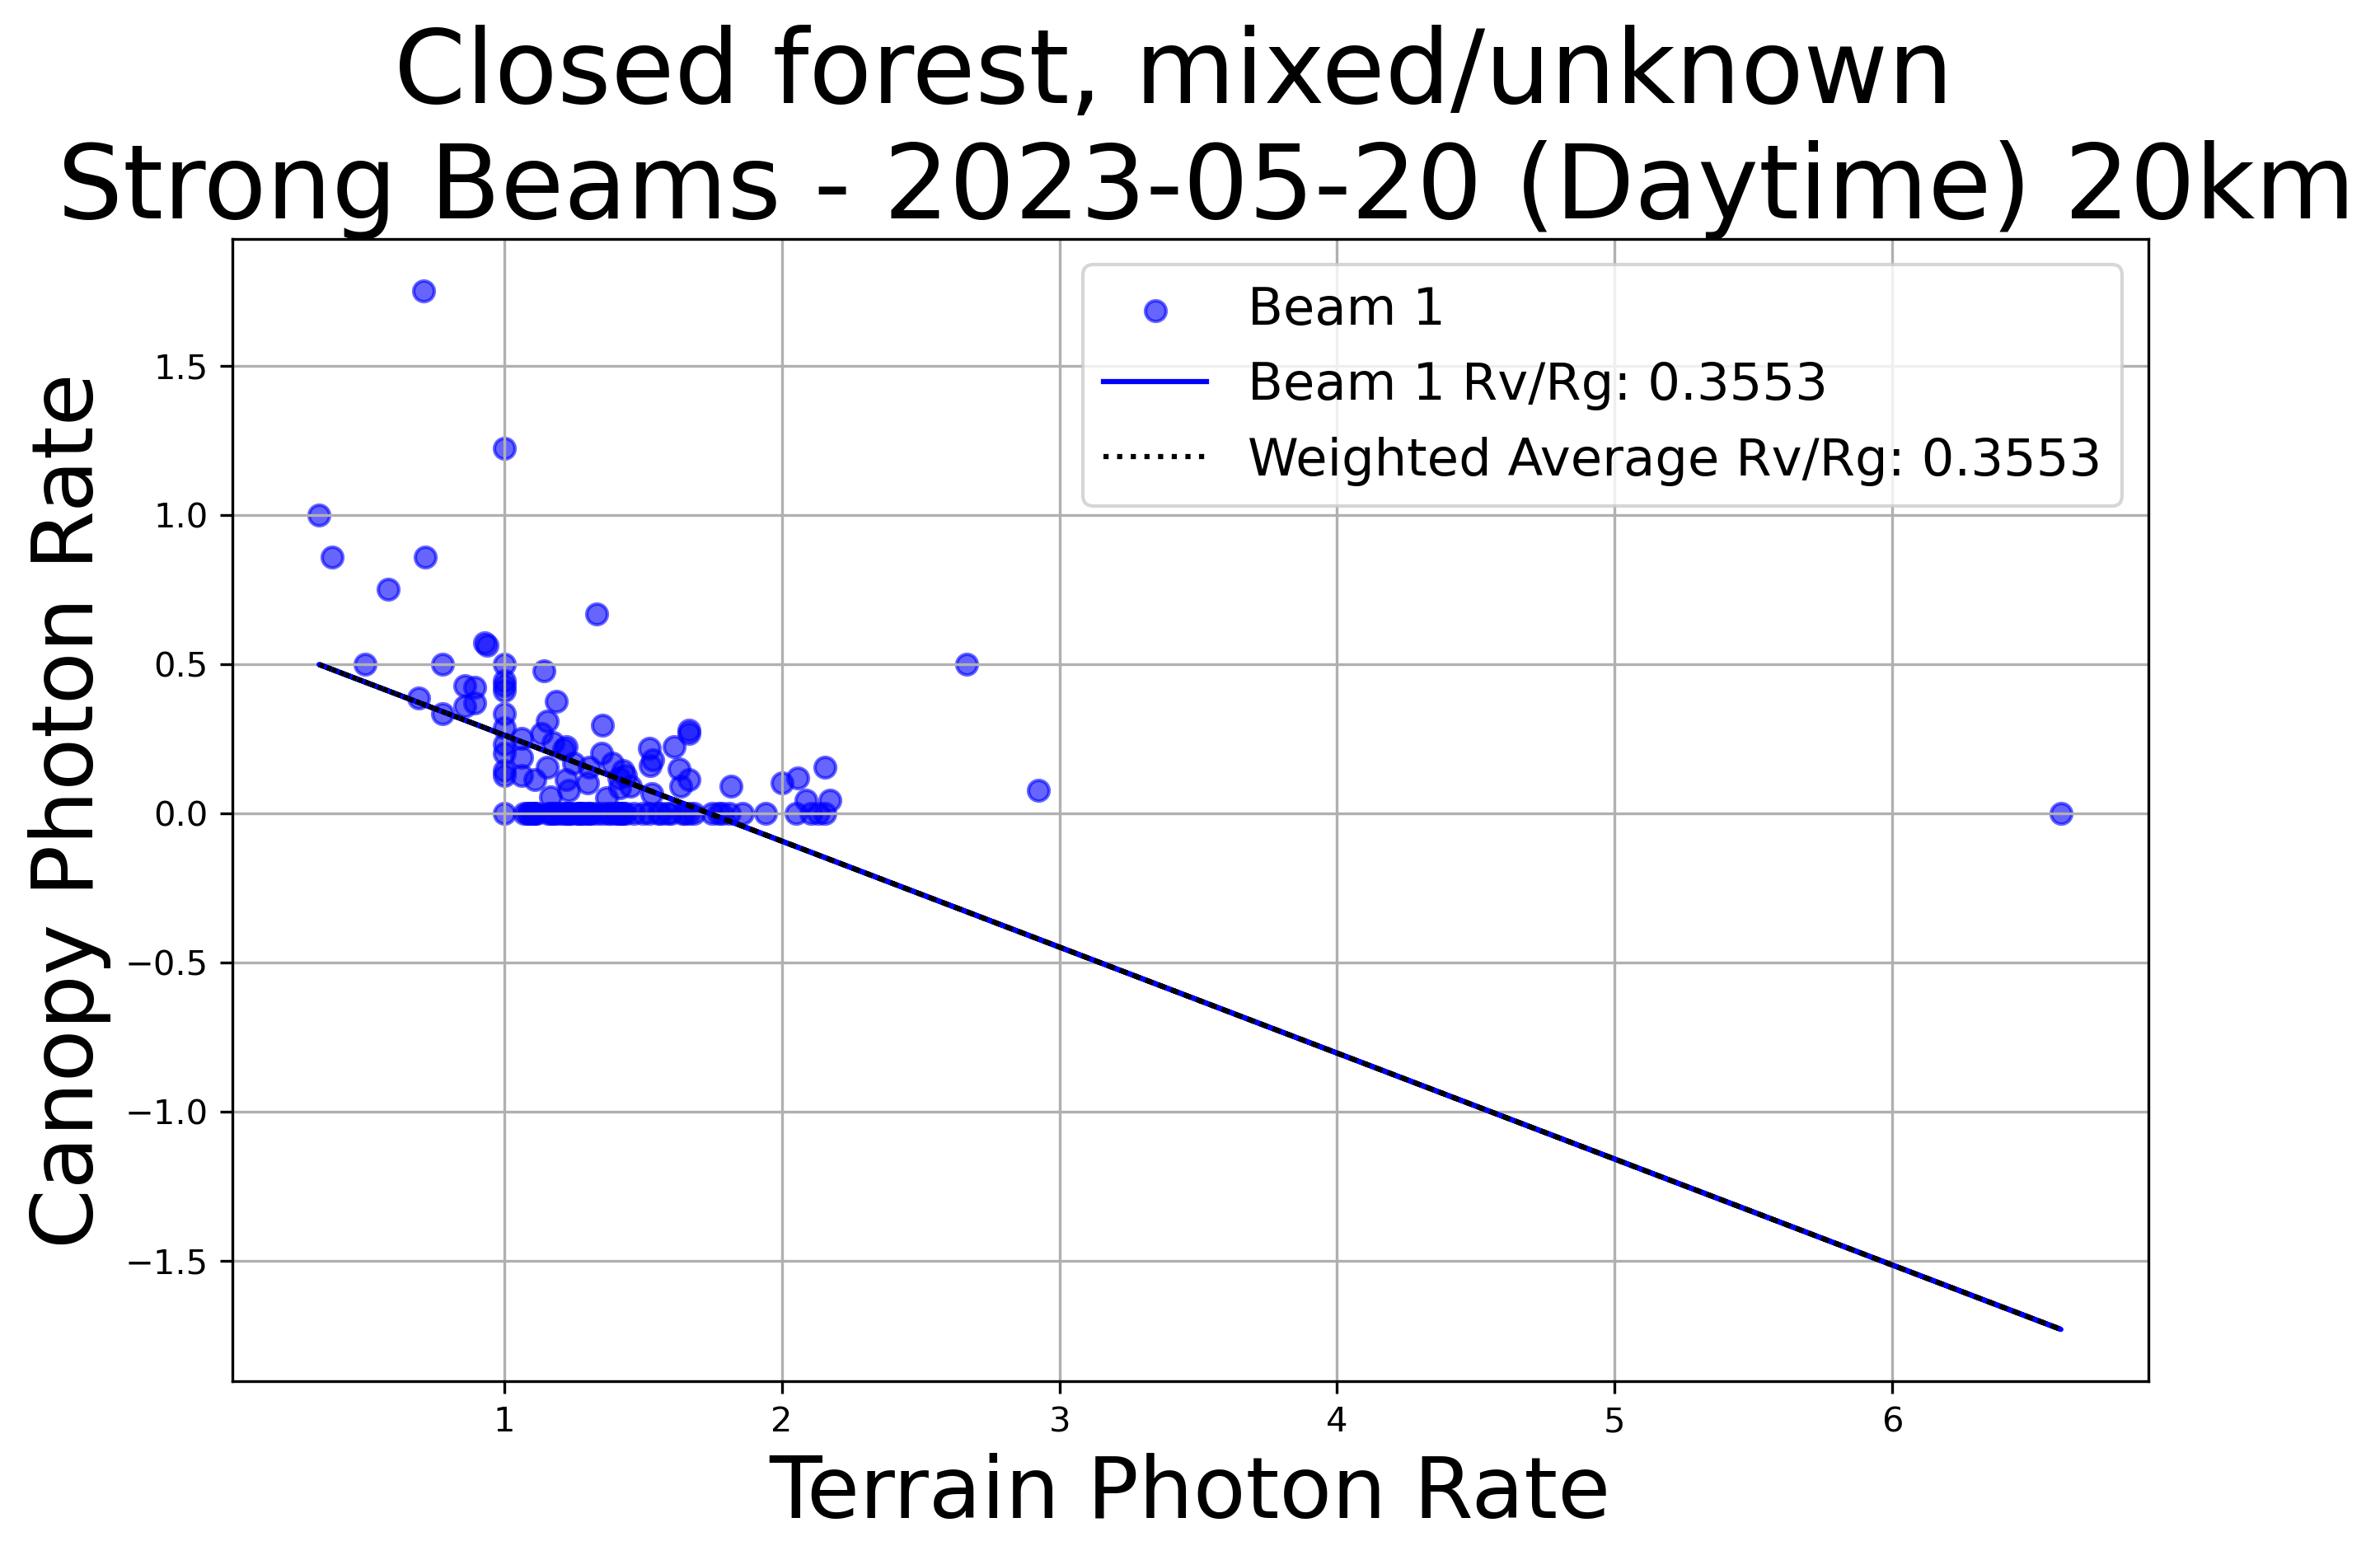 Closed forest, mixed/unknown
Strong Beams - 2023-05-20 (Daytime) 20km
Beam 1
Beam 1 Rv/Rg: 0.3553
Weighted Average Rv/Rg: 0.3553
Canopy Photon Rate
1.5
1.0
0.5
0.0
−0.5
−1.0
−1.5
1 2 3 4 5 6
Terrain Photon Rate